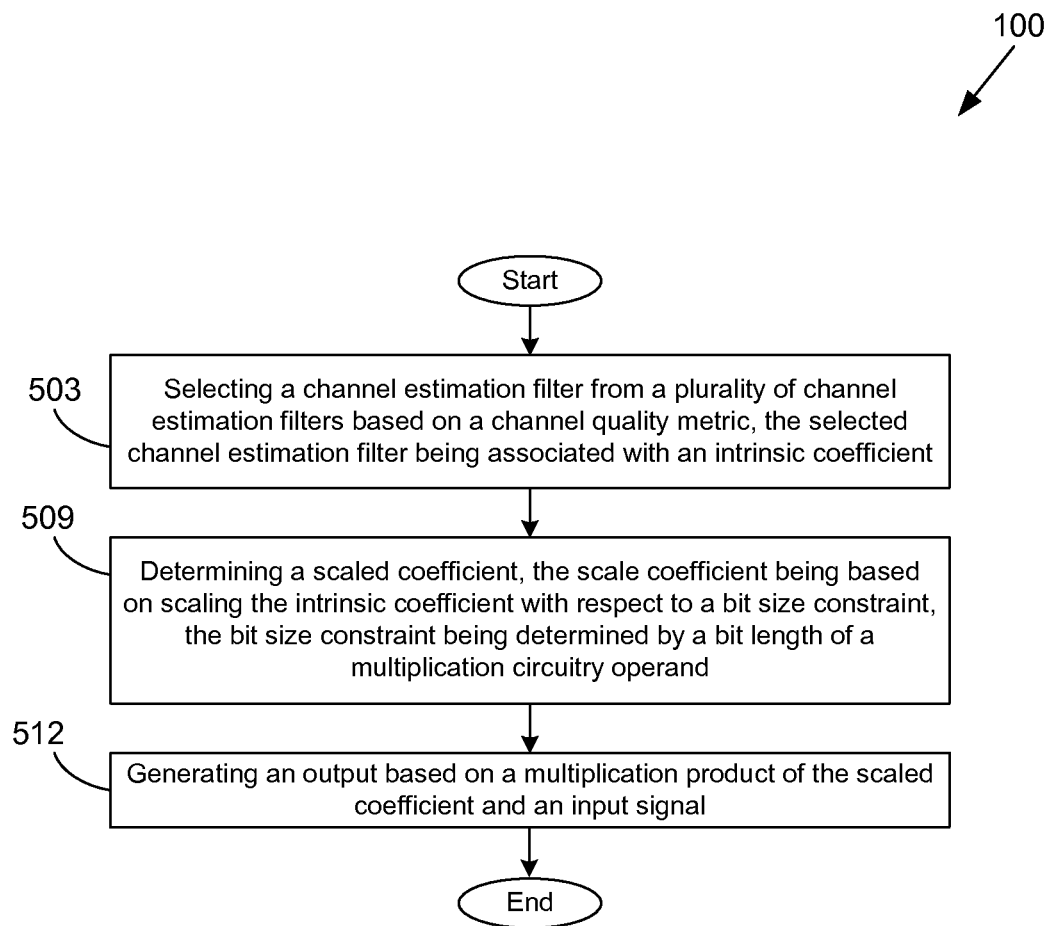 100
Start
503
Selecting a channel estimation filter from a plurality of channel
estimation filters based on a channel quality metric, the selected
channel estimation filter being associated with an intrinsic coefficient
509
Determining a scaled coefficient, the scale coefficient being based
on scaling the intrinsic coefficient with respect to a bit size constraint,
the bit size constraint being determined by a bit length of a
multiplication circuitry operand
512
Generating an output based on a multiplication product of the scaled
coefficient and an input signal
End